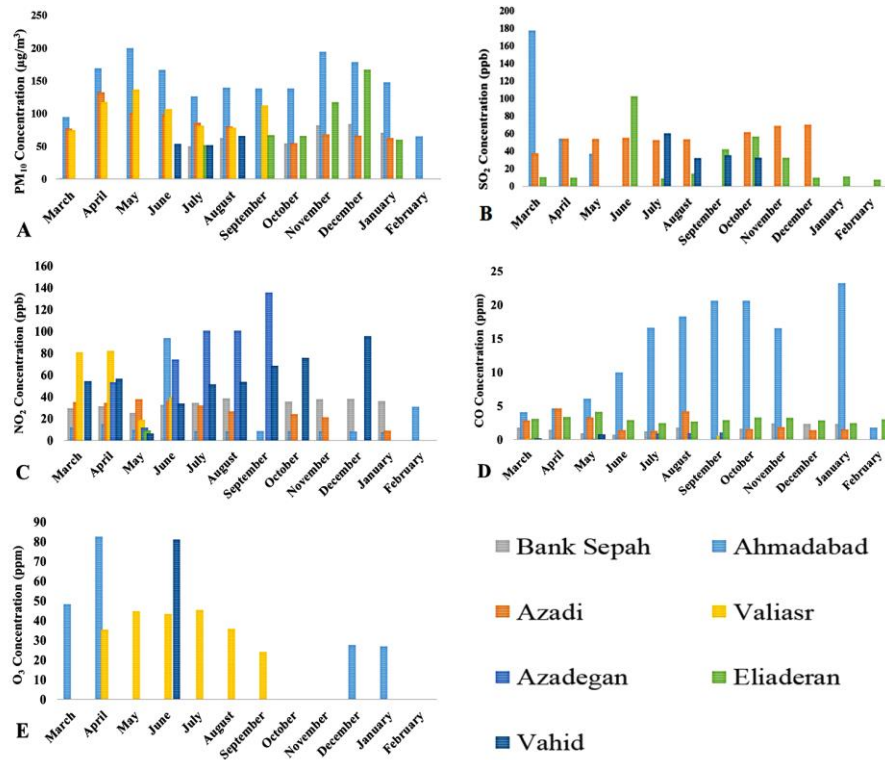 PM₁₀ Concentration (µg/m³)
250
200
150
100
50
0
March
April
May
June
July
August
September
October
November
December
January
February
A
SO₂ Concentration (ppb)
200
180
160
140
120
100
80
60
40
20
0
March
April
May
June
July
August
September
October
November
December
January
February
B
NO₂ Concentration (ppb)
160
140
120
100
80
60
40
20
0
March
April
May
June
July
August
September
October
November
December
January
February
C
CO Concentration (ppm)
25
20
15
10
5
0
March
April
May
June
July
August
September
October
November
December
January
February
D
O₃ Concentration (ppm)
90
80
70
60
50
40
30
20
10
0
March
April
May
June
July
August
September
October
November
December
January
February
E
Bank Sepah
Ahmadabad
Azadi
Valiasr
Azadegan
Eliaderan
Vahid